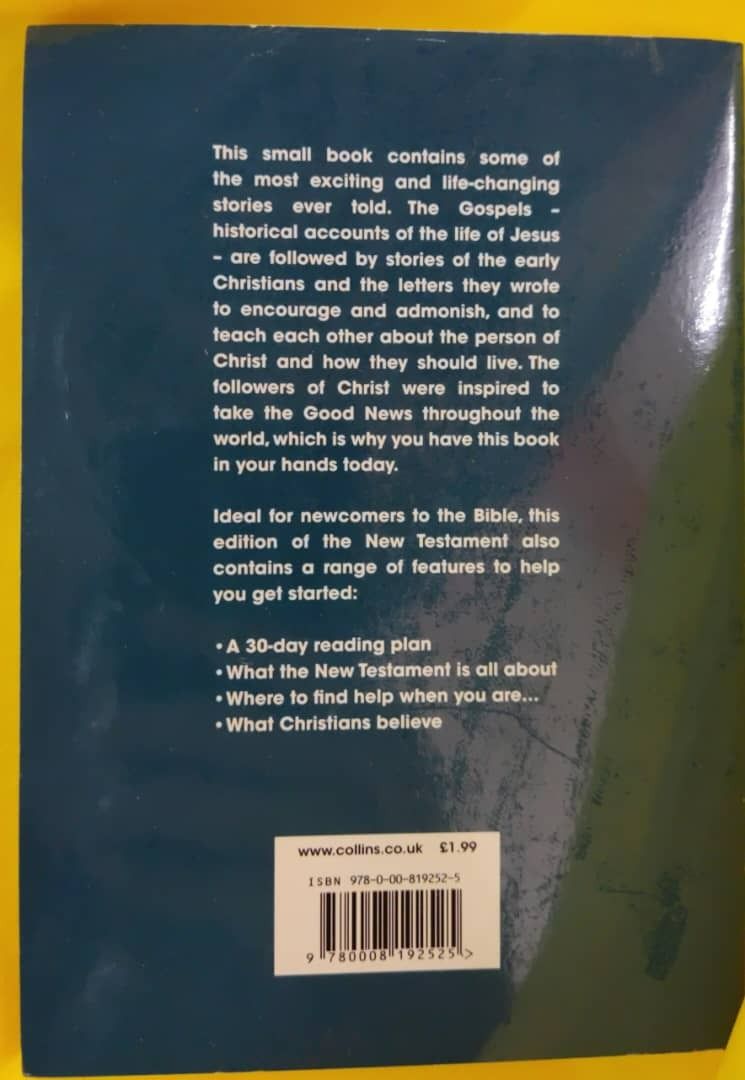 This small book contains some of
the most exciting and life-changing
stories ever told. The Gospels -
historical accounts of the life of Jesus
- are followed by stories of the early
Christians and the letters they wrote
to encourage and admonish, and to
teach each other about the person of
Christ and how they should live. The
followers of Christ were inspired to
take the Good News throughout the
world, which is why you have this book
in your hands today.
Ideal for newcomers to the Bible, this
edition of the New Testament also
contains a range of features to help
you get started:
• A 30-day reading plan
• What the New Testament is all about
• Where to find help when you are...
• What Christians believe
www.collins.co.uk £1.99
ISBN 978-0-00-819252-5
9 780008 192525 >